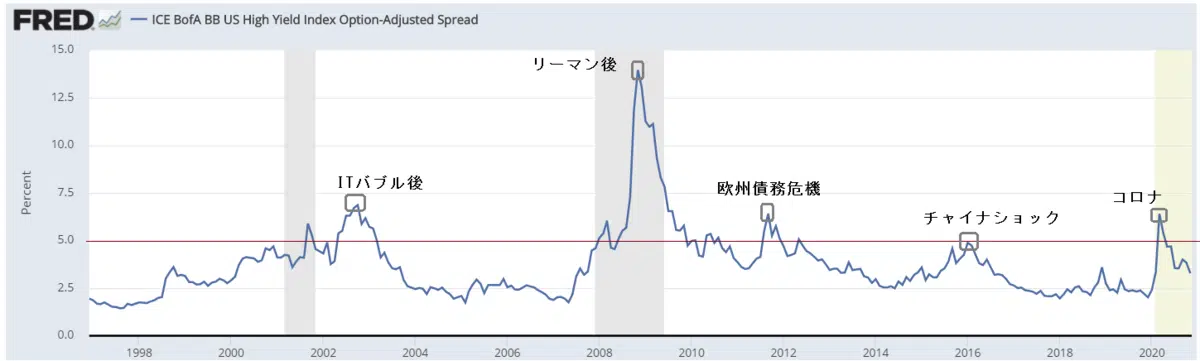 FRED — ICE BofA BB US High Yield Index Option-Adjusted Spread
15.0
リーマン後
12.5
10.0
ITバブル後
7.5
欧州債務危機
コロナ
チャイナショック
5.0
2.5
0.0
Percent
1998 2000 2002 2004 2006 2008 2010 2012 2014 2016 2018 2020